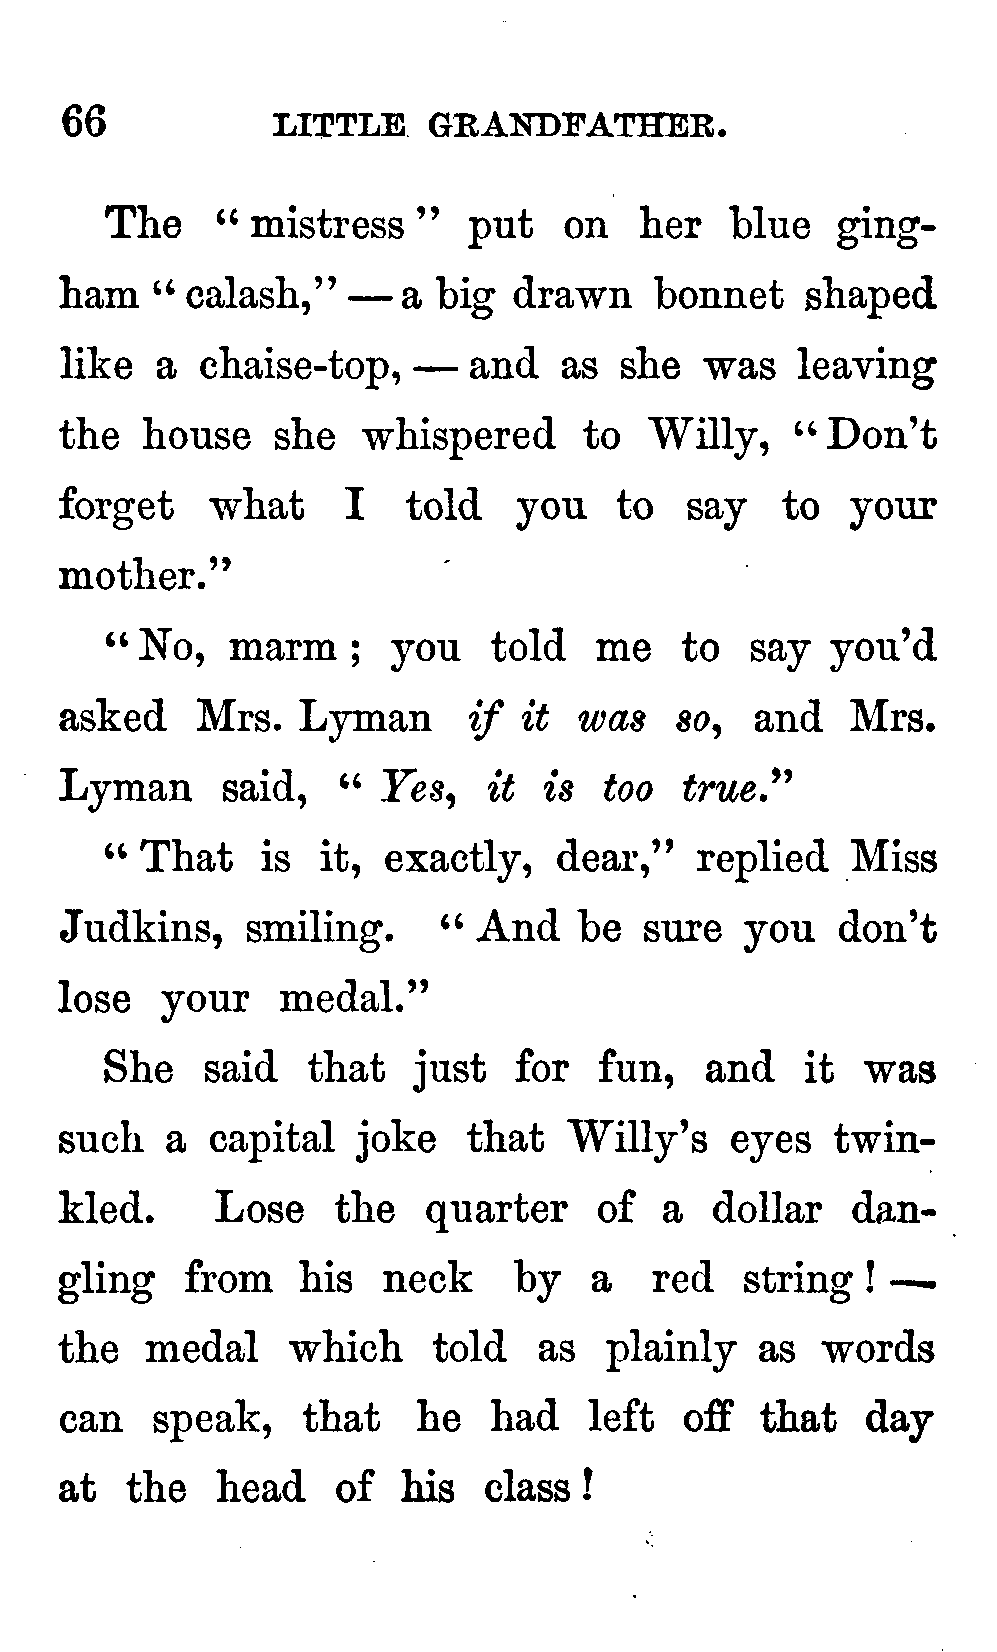 66 LITTLE GRANDFATHER.
The "mistress" put on her blue ging-
ham "calash,"—a big drawn bonnet shaped
like a chaise-top,—and as she was leaving
the house she whispered to Willy, "Don't
forget what I told you to say to your
mother."
"No, marm; you told me to say you'd
asked Mrs. Lyman if it was so, and Mrs.
Lyman said, "Yes, it is too true."
"That is it, exactly, dear," replied Miss
Judkins, smiling. "And be sure you don't
lose your medal."
She said that just for fun, and it was
such a capital joke that Willy's eyes twin-
kled. Lose the quarter of a dollar dan-
gling from his neck by a red string!—
the medal which told as plainly as words
can speak, that he had left off that day
at the head of his class!